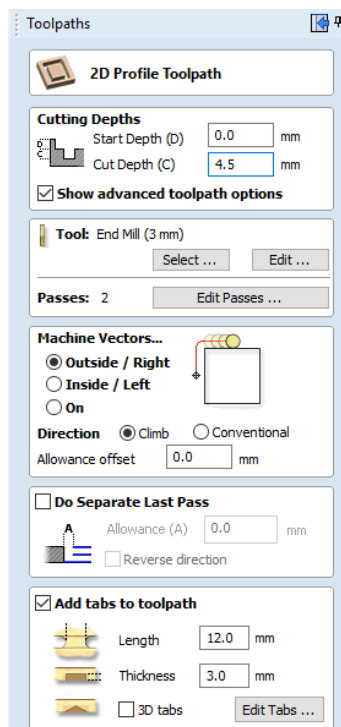 Toolpaths
2D Profile Toolpath
Cutting Depths
D
C
Start Depth (D) 0.0 mm
Cut Depth (C) 4.5 mm
Show advanced toolpath options
Tool: End Mill (3 mm)
Select ... Edit ...
Passes: 2 Edit Passes ...
Machine Vectors...
Outside / Right
Inside / Left
On
Direction Climb Conventional
Allowance offset 0.0 mm
Do Separate Last Pass
A Allowance (A) 0.0 mm
Reverse direction
Add tabs to toolpath
Length 12.0 mm
Thickness 3.0 mm
3D tabs Edit Tabs ...